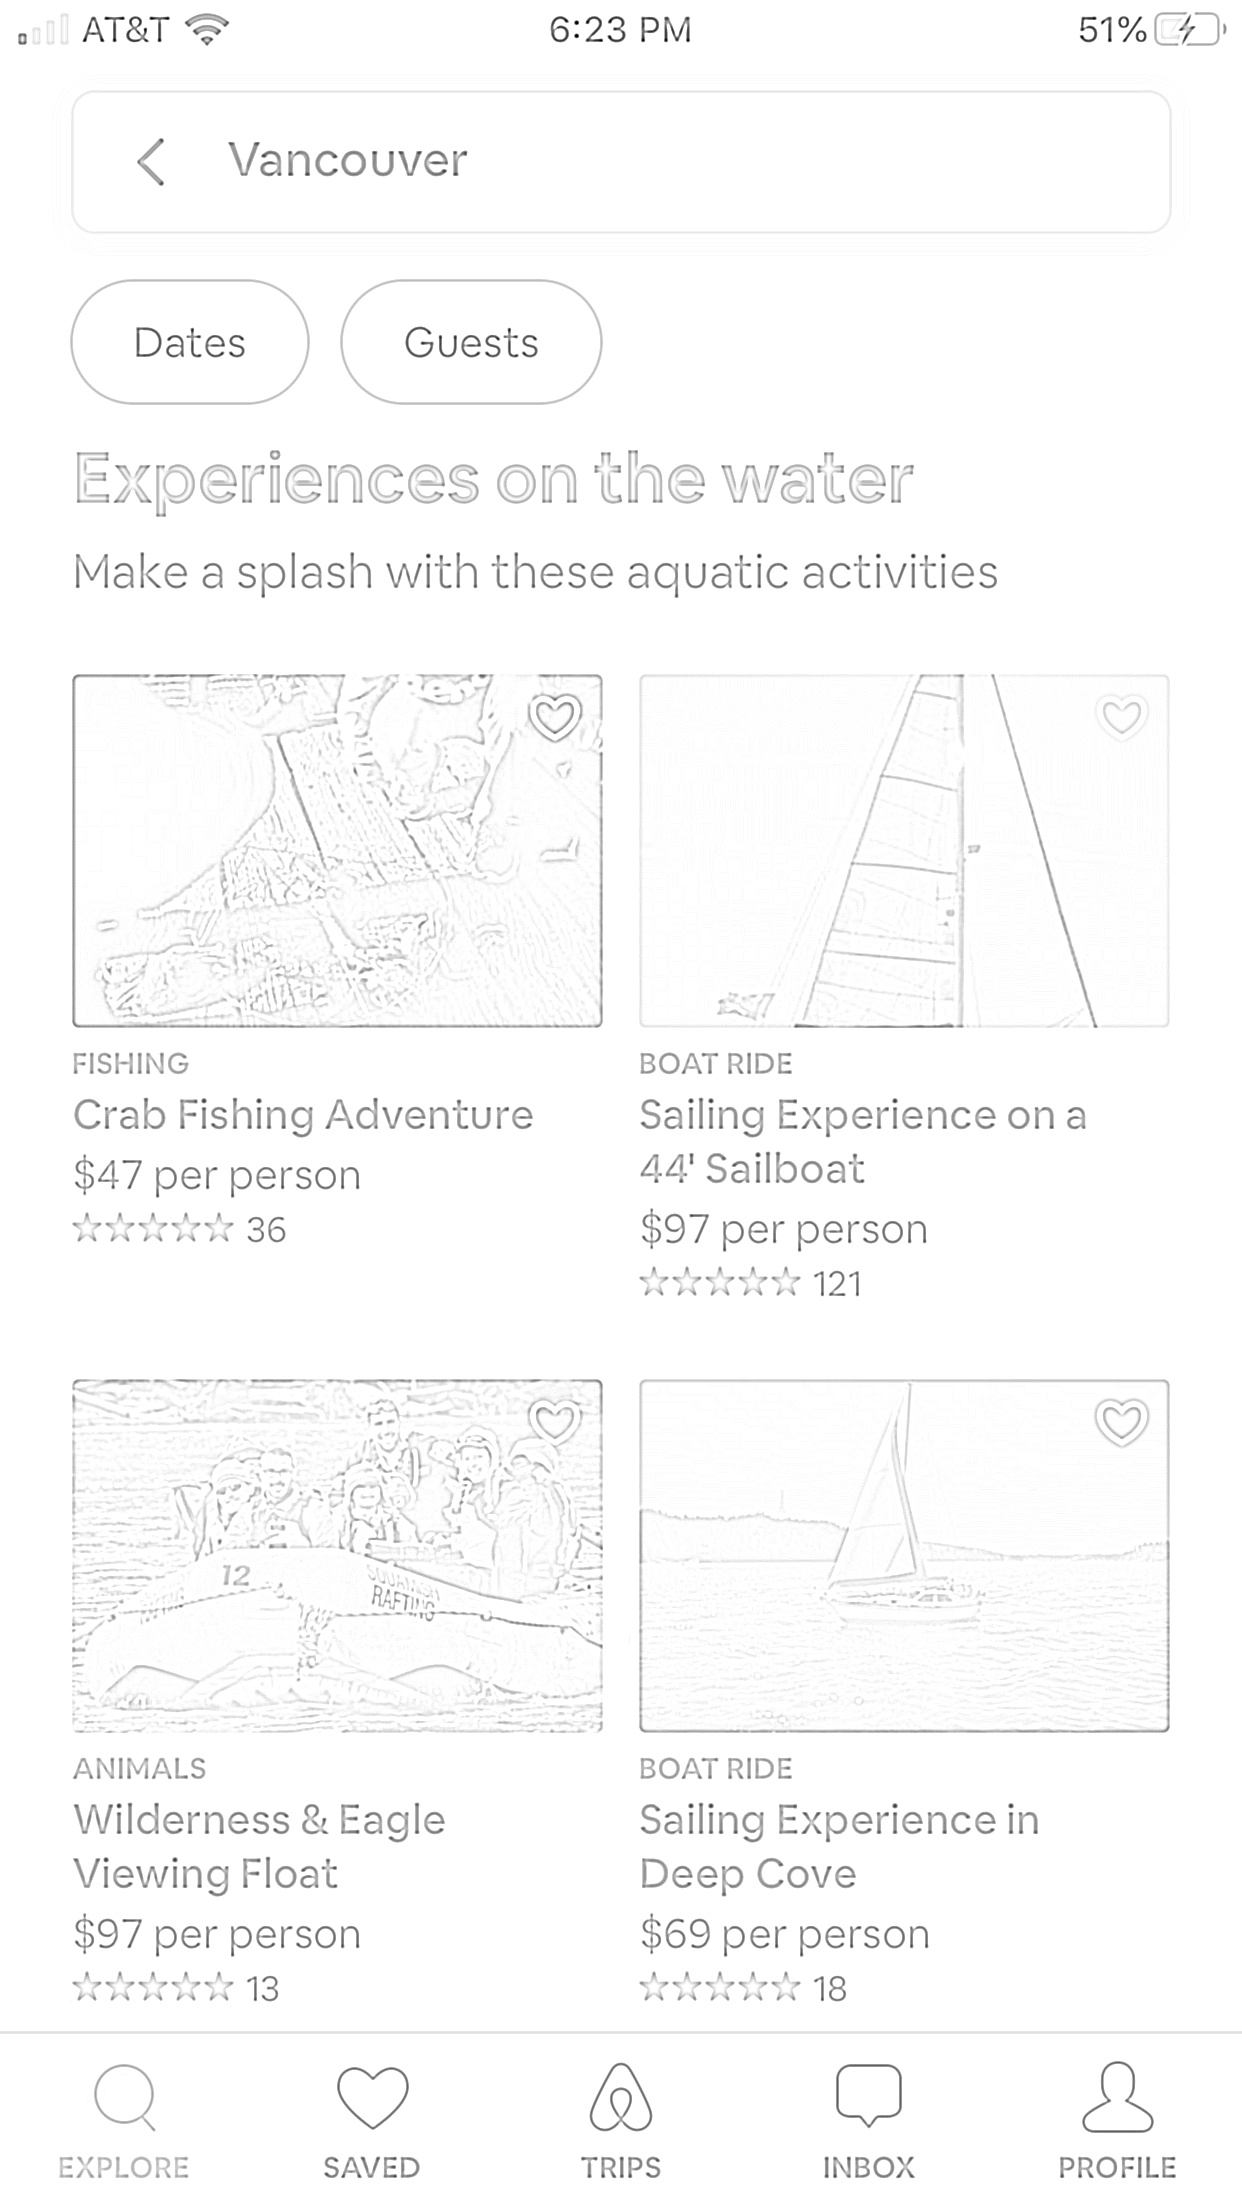 AT&T 6:23 PM 51%
Vancouver
Dates Guests
Experiences on the water
Make a splash with these aquatic activities
FISHING
Crab Fishing Adventure
$47 per person
36
BOAT RIDE
Sailing Experience on a
44' Sailboat
$97 per person
121
12
RAFTING
ANIMALS
Wilderness & Eagle
Viewing Float
$97 per person
13
BOAT RIDE
Sailing Experience in
Deep Cove
$69 per person
18
EXPLORE SAVED TRIPS INBOX PROFILE